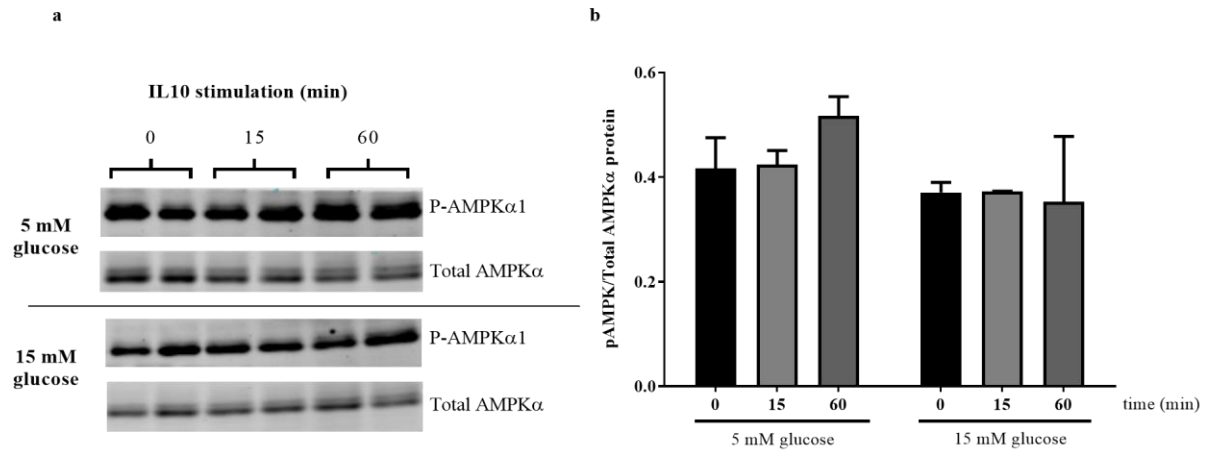 a
IL10 stimulation (min)
0 15 60
5 mM
glucose
P-AMPKα1
Total AMPKα
15 mM
glucose
P-AMPKα1
Total AMPKα
b
pAMPK/Total AMPKα protein
0.6
0.4
0.2
0.0
0 15 60 0 15 60 time (min)
5 mM glucose 15 mM glucose